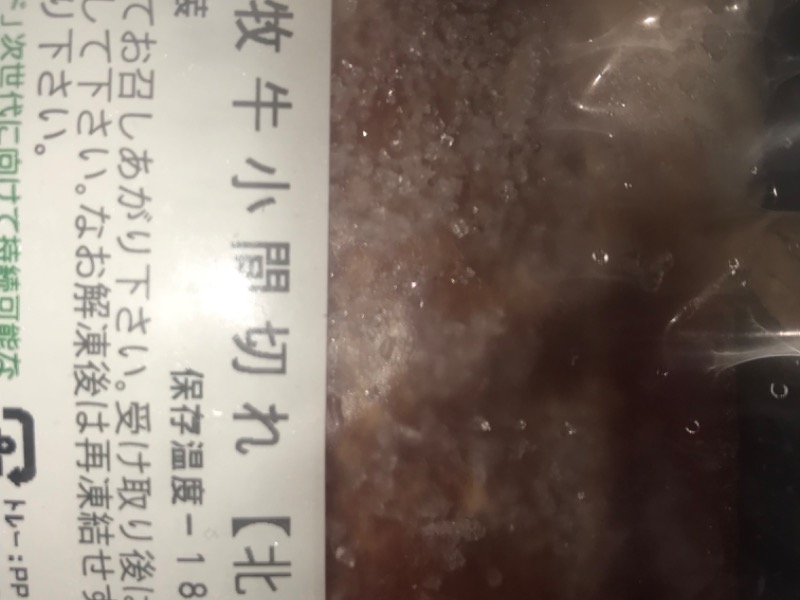 牧牛小間切れ【北
保存温度－18
てお召しあがり下さい。受け取り後は
して下さい。なお解凍後は再凍結せず
り下さい。
」次世代に向けて持続可能な
トレー:PP